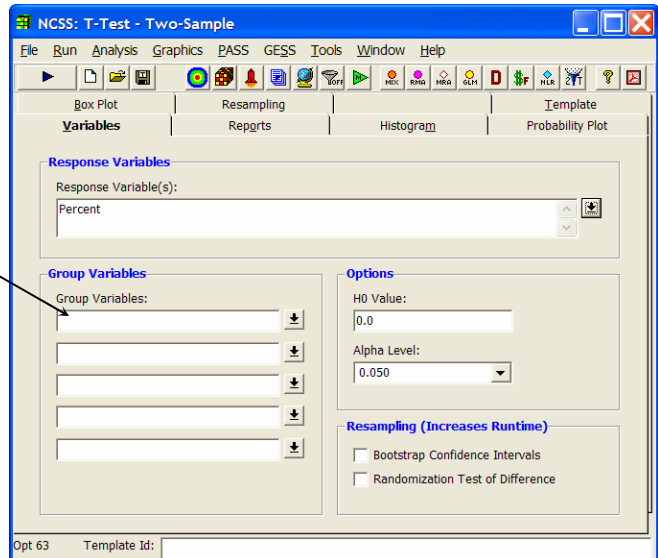 NCSS: T-Test - Two-Sample
File Run Analysis Graphics PASS GESS Tools Window Help
OFF MIX RMA MRA GLM D $F NLR 2T ?
Box Plot Resampling Template
Variables Reports Histogram Probability Plot
Response Variables
Response Variable(s):
Percent
Group Variables
Group Variables:
Options
H0 Value:
0.0
Alpha Level:
0.050
Resampling (Increases Runtime)
Bootstrap Confidence Intervals
Randomization Test of Difference
Opt 63 Template Id: